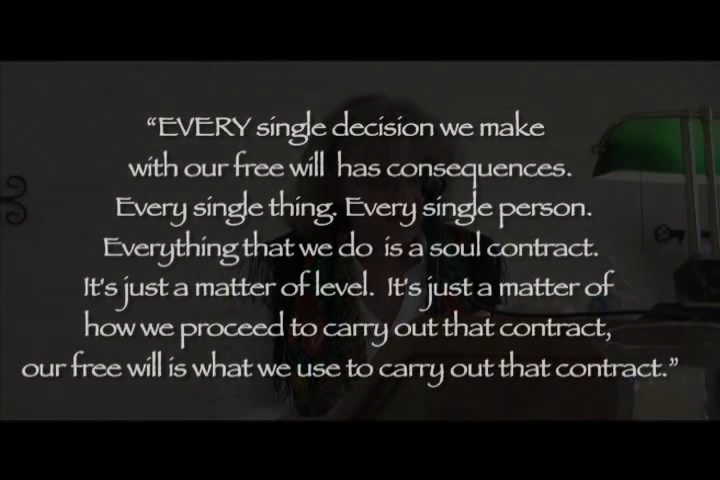 “EVERY single decision we make
with our free will has consequences.
Every single thing. Every single person.
Everything that we do is a soul contract.
It's just a matter of level. It's just a matter of
how we proceed to carry out that contract,
our free will is what we use to carry out that contract.”